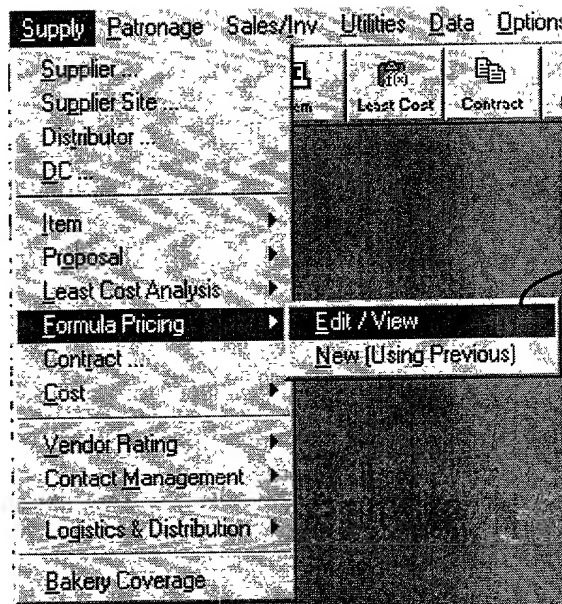 Supply Patronage Sales/Inv Utilities Data Options
Supplier ...
Supplier Site ...
Distributor ...
DC ...
Least Cost Contract
Item
Proposal
Least Cost Analysis
Formula Pricing
Edit / View
New (Using Previous)
Contract ...
Cost
Vendor Rating
Contact Management
Logistics & Distribution
Bakery Coverage